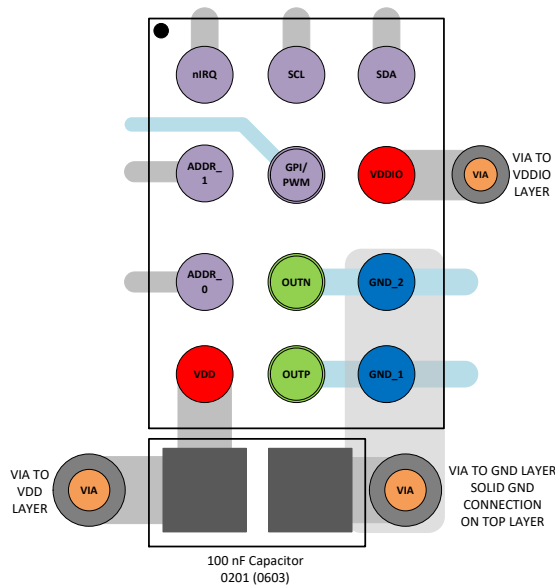 nIRQ
SCL
SDA
ADDR_
1
GPI/
PWM
VDDIO
VIA
VIA TO
VDDIO
LAYER
ADDR_
0
OUTN
GND_2
VDD
OUTP
GND_1
VIA TO
VDD
LAYER
VIA
VIA
VIA TO GND LAYER
SOLID GND
CONNECTION
ON TOP LAYER
100 nF Capacitor
0201 (0603)